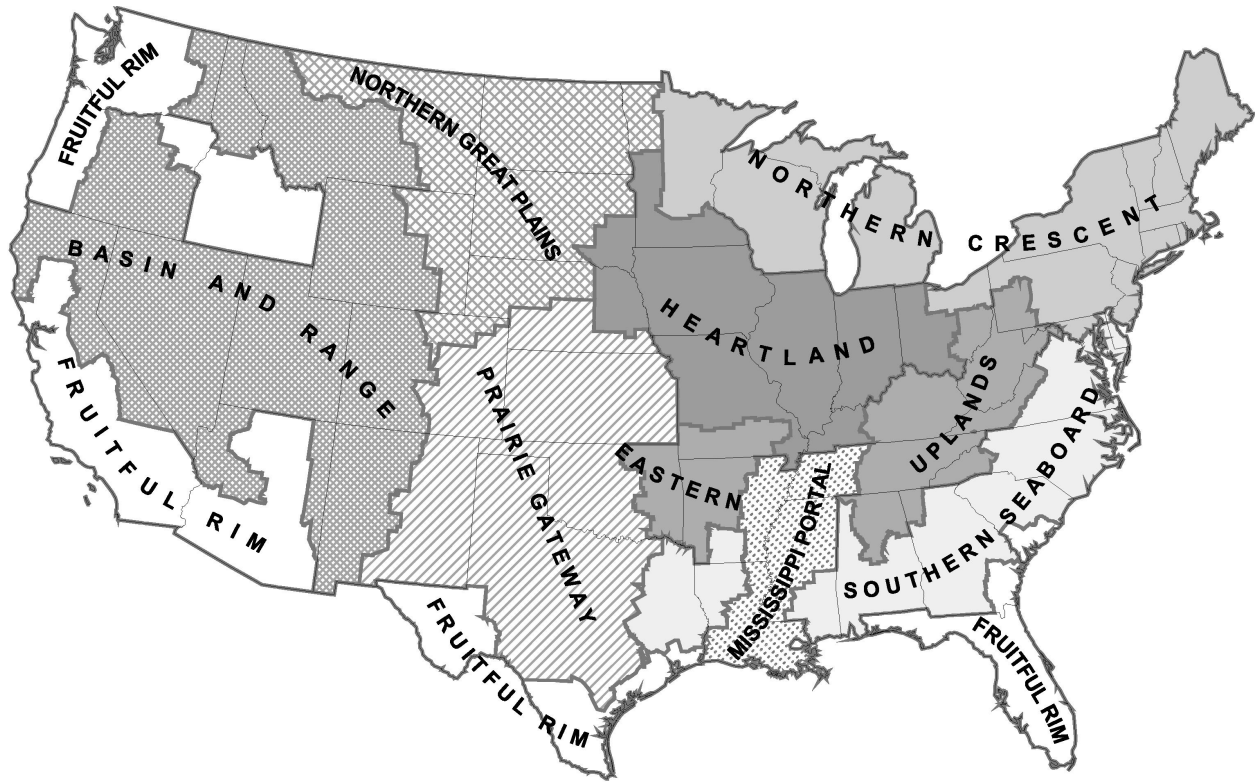 FRUITFUL RIM
NORTHERN GREAT PLAINS
NORTHERN CRESCENT
BASIN AND RANGE
HEARTLAND
FRUITFUL RIM
PRAIRIE GATEWAY
EASTERN UPLANDS
MISSISSIPPI PORTAL
SOUTHERN SEABOARD
FRUITFUL RIM
FRUITFUL RIM